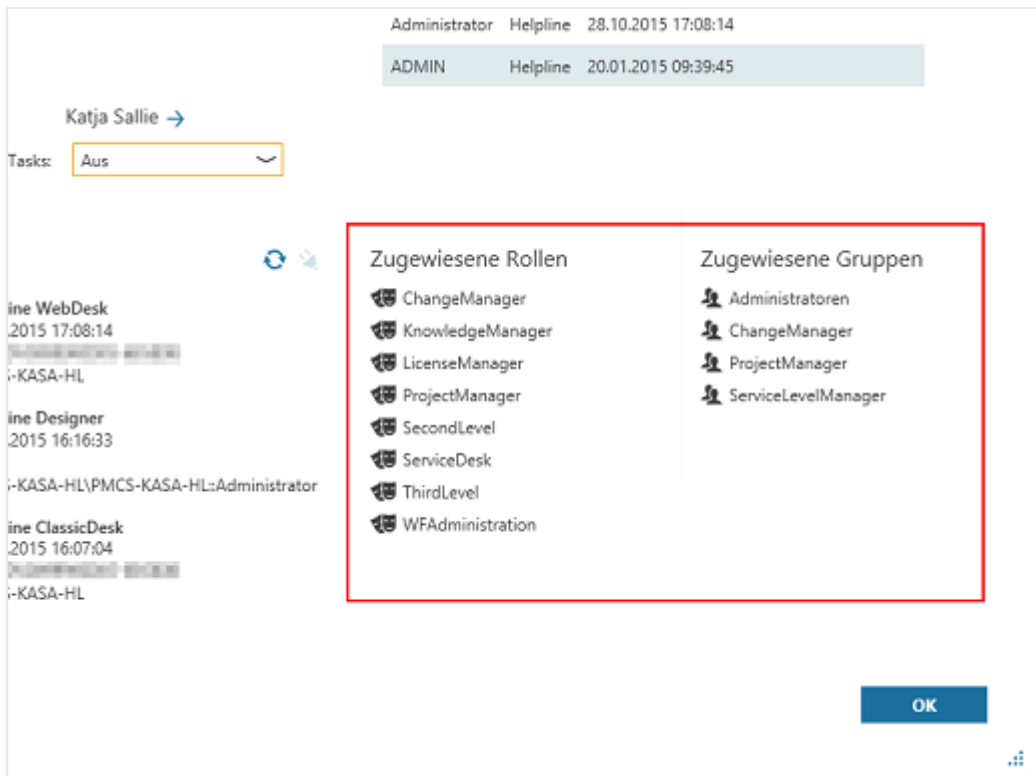 Administrator Helpline 28.10.2015 17:08:14
ADMIN Helpline 20.01.2015 09:39:45
Katja Sallie
Tasks: Aus
ine WebDesk
.2015 17:08:14
S-KASA-HL
ine Designer
.2015 16:16:33
S-KASA-HL\PMCS-KASA-HL::Administrator
ine ClassicDesk
.2015 16:07:04
S-KASA-HL
Zugewiesene Rollen
ChangeManager
KnowledgeManager
LicenseManager
ProjectManager
SecondLevel
ServiceDesk
ThirdLevel
WFAdministration
Zugewiesene Gruppen
Administratoren
ChangeManager
ProjectManager
ServiceLevelManager
OK